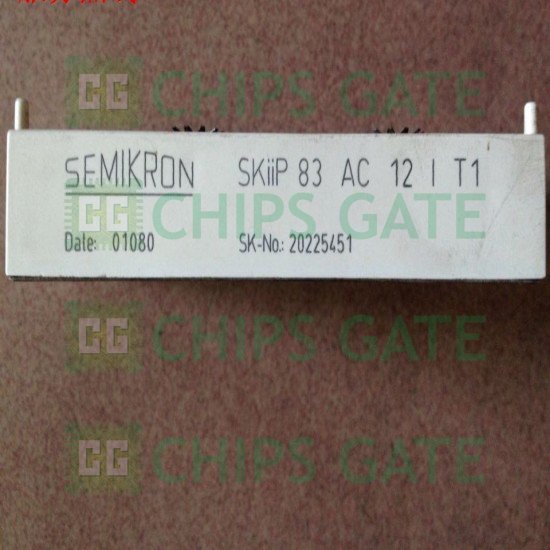 CG CHIPS GATE
SEMIKRON SKiiP 83 AC 12 I T1
CG CHIPS GATE
Date: 01080 SK-No.: 20225451
CG CHIPS GATE
CG CHIPS GATE